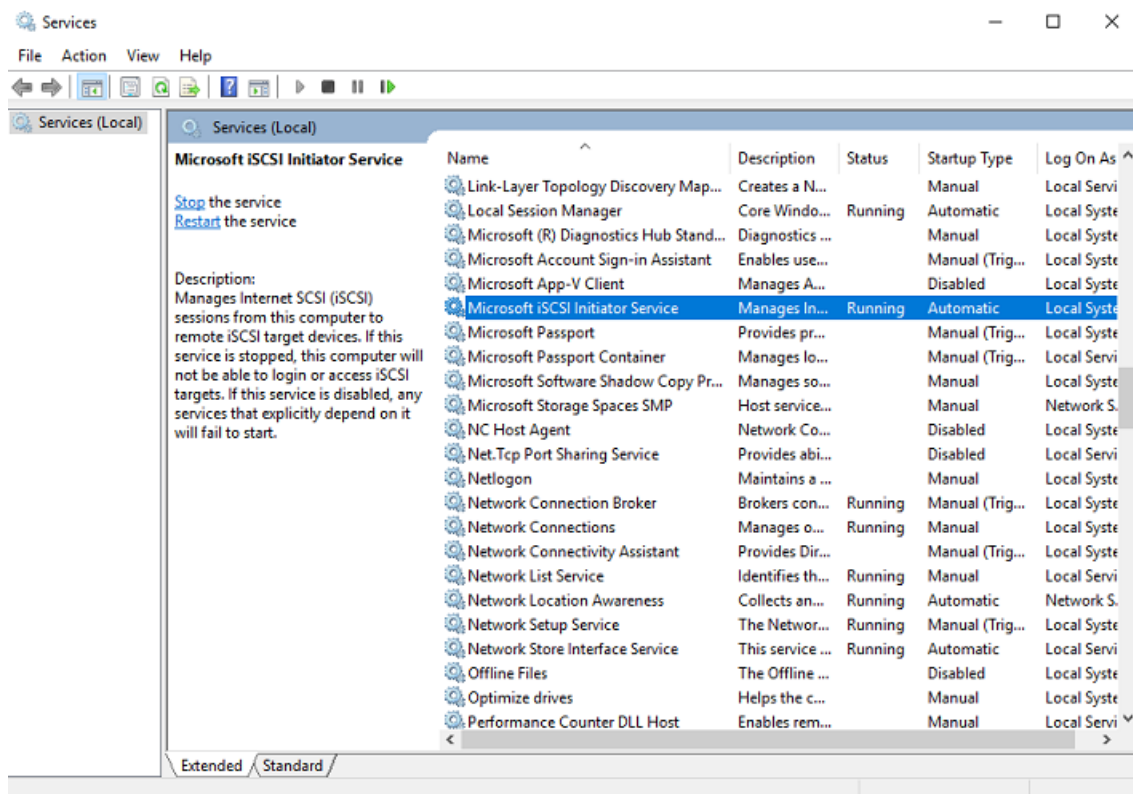 Services
File Action View Help
Services (Local)
Services (Local)
Microsoft iSCSI Initiator Service
Stop the service
Restart the service
Description:
Manages Internet SCSI (iSCSI)
sessions from this computer to
remote iSCSI target devices. If this
service is stopped, this computer will
not be able to login or access iSCSI
targets. If this service is disabled, any
services that explicitly depend on it
will fail to start.
Name Description Status Startup Type Log On As
Link-Layer Topology Discovery Map... Creates a N... Manual Local Servi
Local Session Manager Core Windo... Running Automatic Local Syste
Microsoft (R) Diagnostics Hub Stand... Diagnostics ... Manual Local Syste
Microsoft Account Sign-in Assistant Enables use... Manual (Trig... Local Syste
Microsoft App-V Client Manages A... Disabled Local Syste
Microsoft iSCSI Initiator Service Manages In... Running Automatic Local Syste
Microsoft Passport Provides pr... Manual (Trig... Local Syste
Microsoft Passport Container Manages lo... Manual (Trig... Local Servi
Microsoft Software Shadow Copy Pr... Manages so... Manual Local Syste
Microsoft Storage Spaces SMP Host service... Manual Network S.
NC Host Agent Network Co... Disabled Local Syste
Net.Tcp Port Sharing Service Provides abi... Disabled Local Servi
Netlogon Maintains a ... Manual Local Syste
Network Connection Broker Brokers con... Running Manual (Trig... Local Syste
Network Connections Manages o... Running Manual Local Syste
Network Connectivity Assistant Provides Dir... Manual (Trig... Local Syste
Network List Service Identifies th... Running Manual Local Servi
Network Location Awareness Collects an... Running Automatic Network S.
Network Setup Service The Networ... Running Manual (Trig... Local Syste
Network Store Interface Service This service ... Running Automatic Local Servi
Offline Files The Offline ... Disabled Local Syste
Optimize drives Helps the c... Manual Local Syste
Performance Counter DLL Host Enables rem... Manual Local Servi
Extended Standard